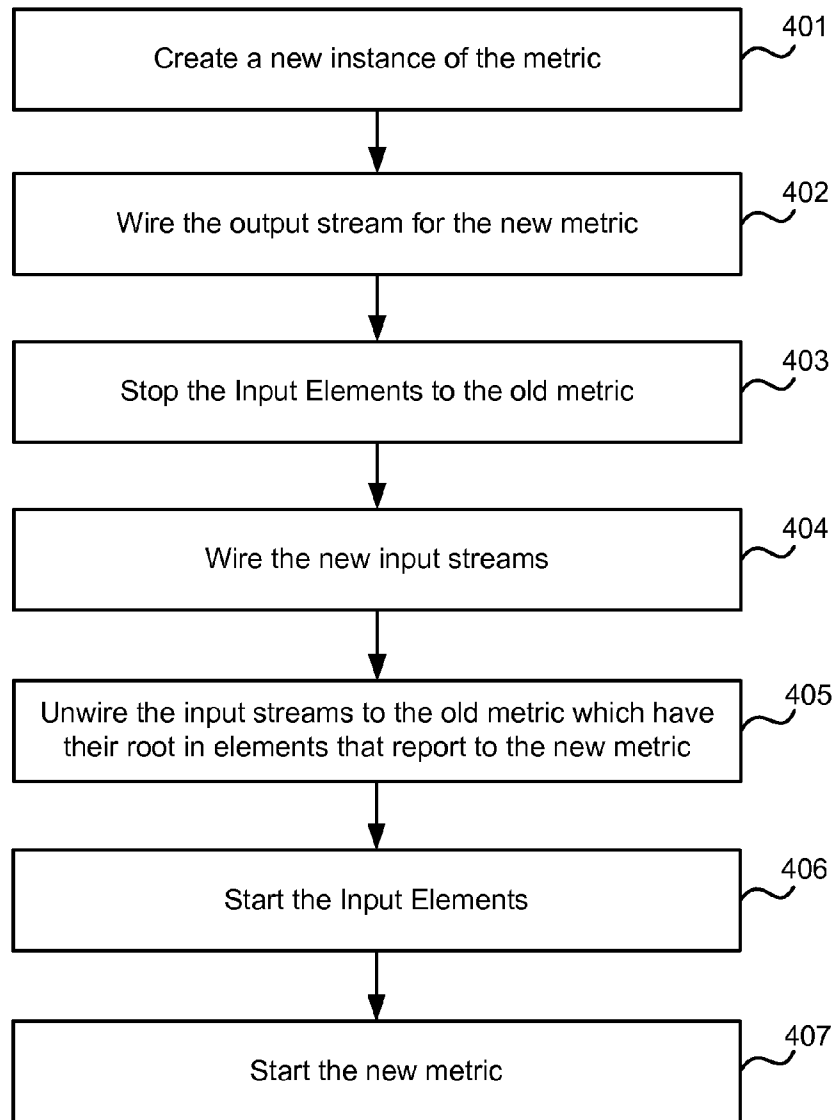 401
Create a new instance of the metric
402
Wire the output stream for the new metric
403
Stop the Input Elements to the old metric
404
Wire the new input streams
405
Unwire the input streams to the old metric which have
their root in elements that report to the new metric
406
Start the Input Elements
407
Start the new metric